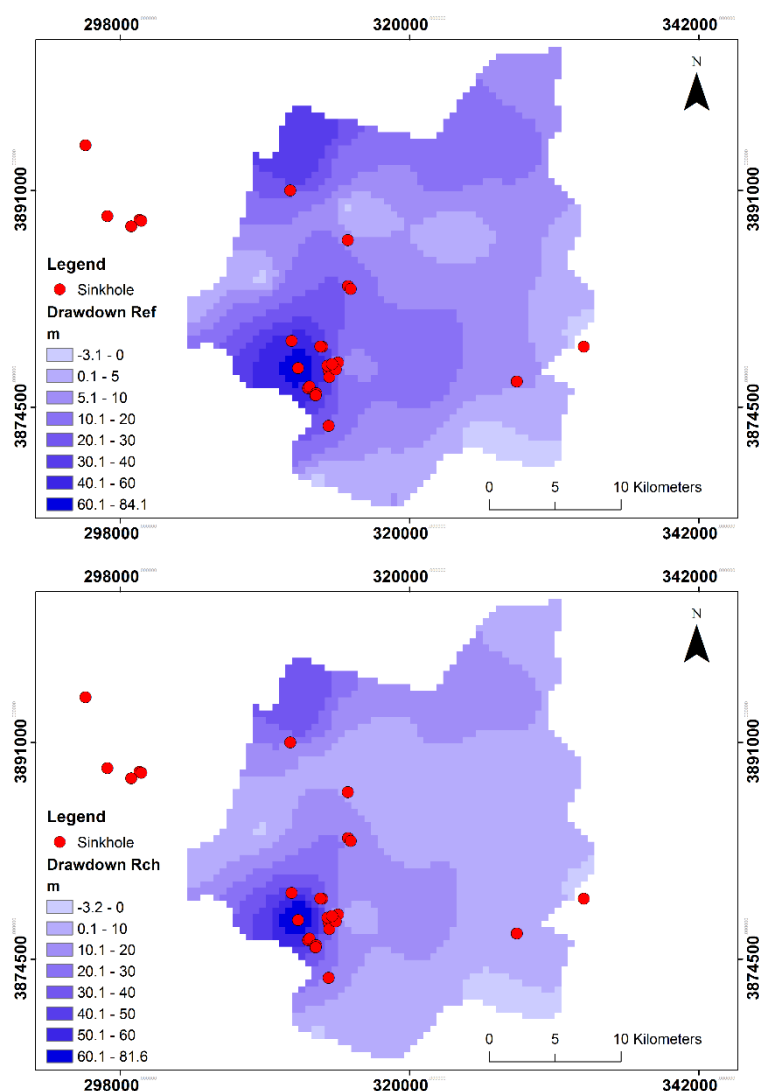 298000 320000 342000
N
3891000 3891000
Legend
Sinkhole
Drawdown Ref
m
-3.1 - 0
0.1 - 5
5.1 - 10
10.1 - 20
20.1 - 30
30.1 - 40
40.1 - 60
60.1 - 84.1
3874500 3874500
0 5 10 Kilometers
298000 320000 342000
298000 320000 342000
N
3891000 3891000
Legend
Sinkhole
Drawdown Rch
m
-3.2 - 0
0.1 - 10
10.1 - 20
20.1 - 30
30.1 - 40
40.1 - 50
50.1 - 60
60.1 - 81.6
3874500 3874500
0 5 10 Kilometers
298000 320000 342000